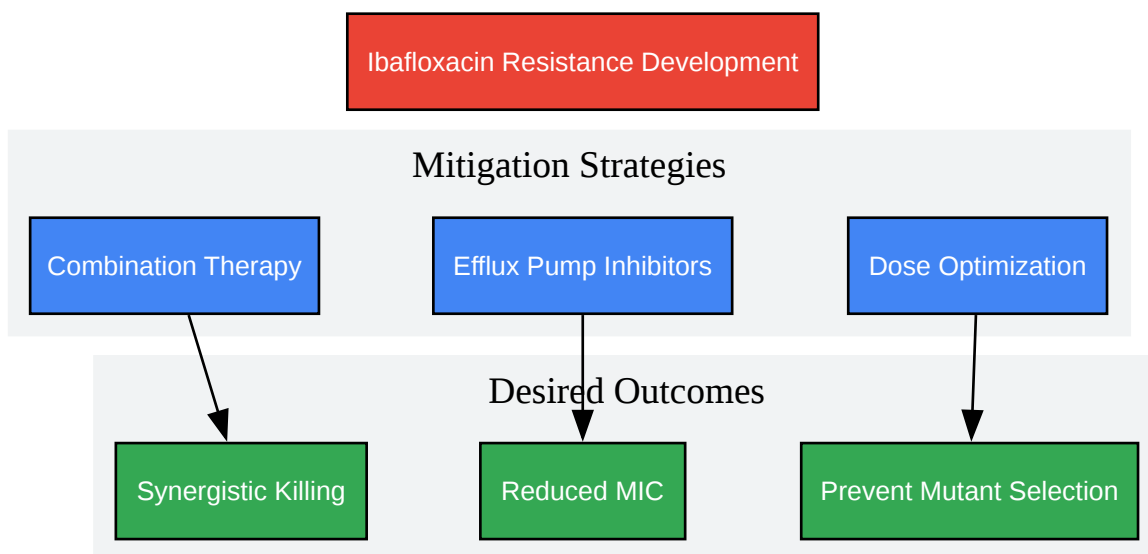 Ibafloxacin Resistance Development
Mitigation Strategies
Combination Therapy
Efflux Pump Inhibitors
Dose Optimization
Desired Outcomes
Synergistic Killing
Reduced MIC
Prevent Mutant Selection